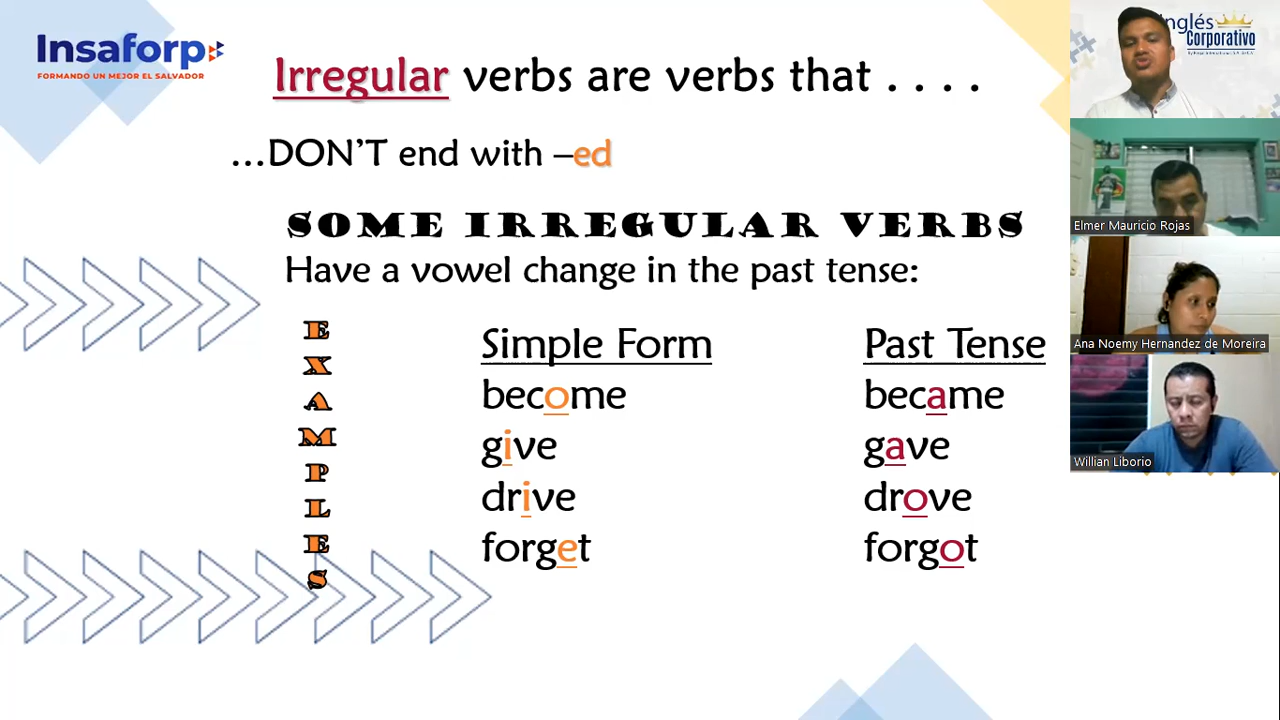 Insaforp
FORMANDO UN MEJOR EL SALVADOR
Irregular verbs are verbs that . . . .
...DON'T end with –ed
SOME IRREGULAR VERBS
Have a vowel change in the past tense:
EXAMPLES
Simple Form Past Tense
become became
give gave
drive drove
forget forgot
Inglés
Corporativo
Elmer Mauricio Rojas
Ana Noemy Hernandez de Moreira
Willian Liborio